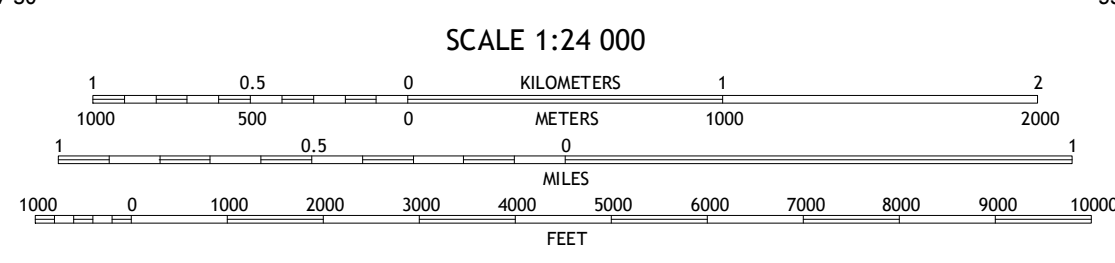 SCALE 1:24 000
1 0.5 0 KILOMETERS 1 2
1000 500 0 METERS 1000 2000
1 0.5 0 1
MILES
1000 0 1000 2000 3000 4000 5000 6000 7000 8000 9000 10000
FEET